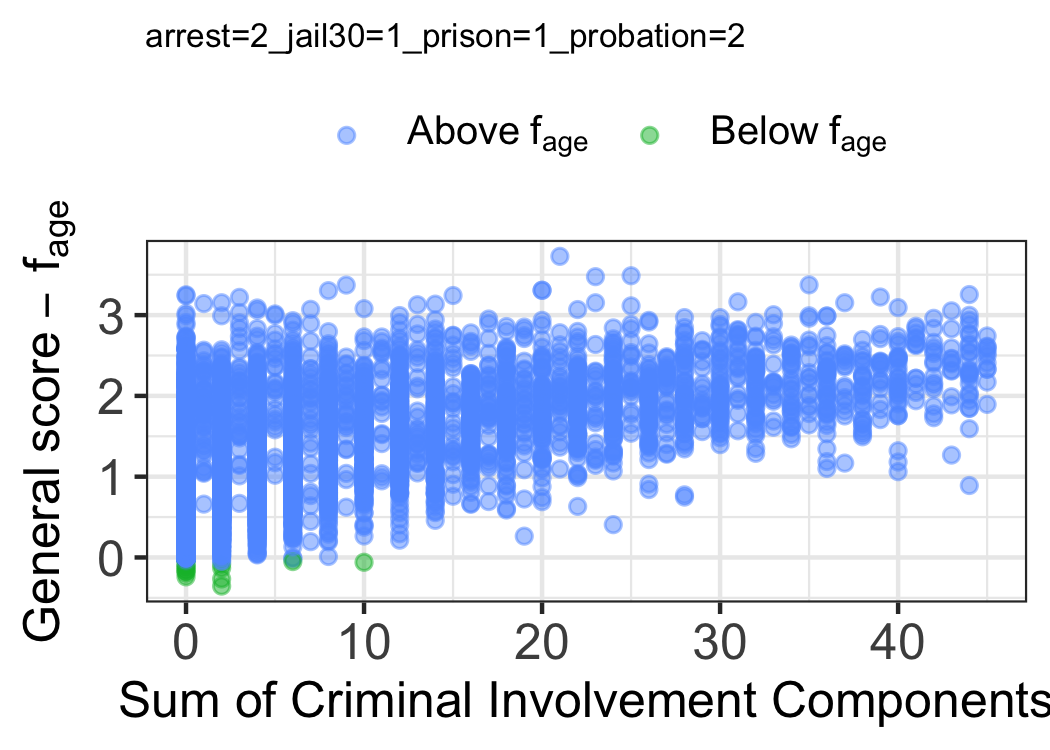 arrest=2_jail30=1_prison=1_probation=2
Above fage
Below fage
General score − fage
3
2
1
0
0
10
20
30
40
Sum of Criminal Involvement Components